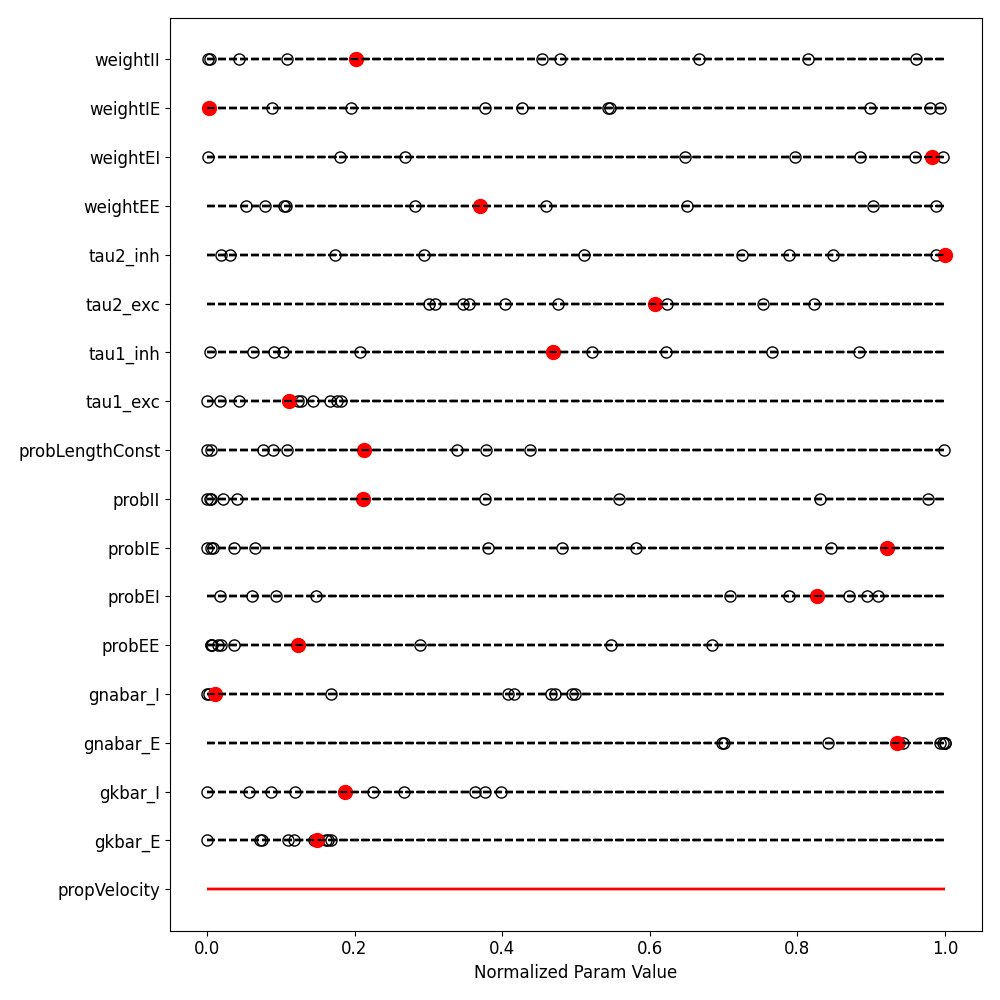 weightII
weightIE
weightEI
weightEE
tau2_inh
tau2_exc
tau1_inh
tau1_exc
probLengthConst
probII
probIE
probEI
probEE
gnabar_I
gnabar_E
gkbar_I
gkbar_E
propVelocity
0.0 0.2 0.4 0.6 0.8 1.0
Normalized Param Value